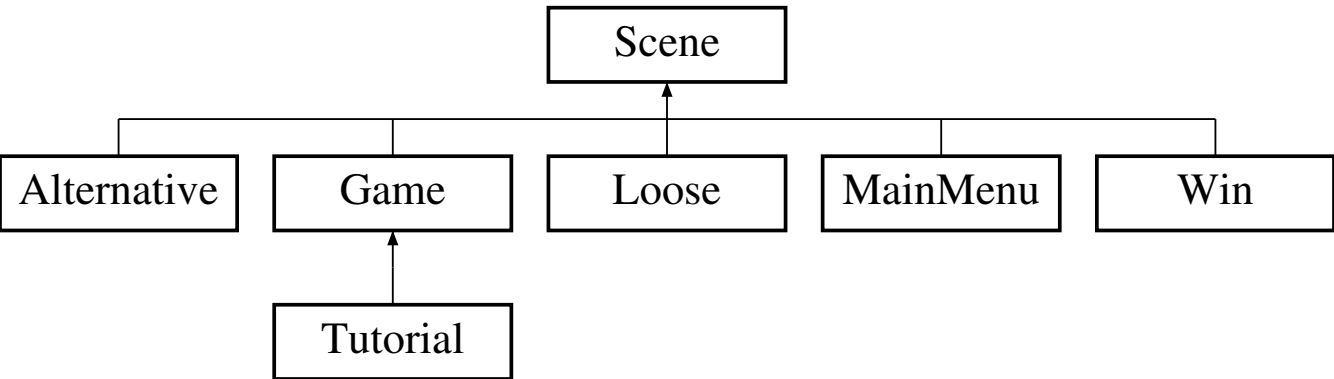 Scene
Alternative
Game
Loose
MainMenu
Win
Tutorial